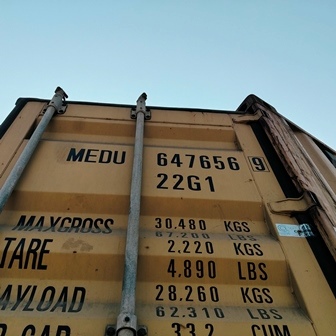 MEDU 647656 9
22G1
MAXGROSS 30.480 KGS
67.200 LBS
TARE 2.220 KGS
4.890 LBS
PAYLOAD 28.260 KGS
62.310 LBS
CAP 33.2 CUM